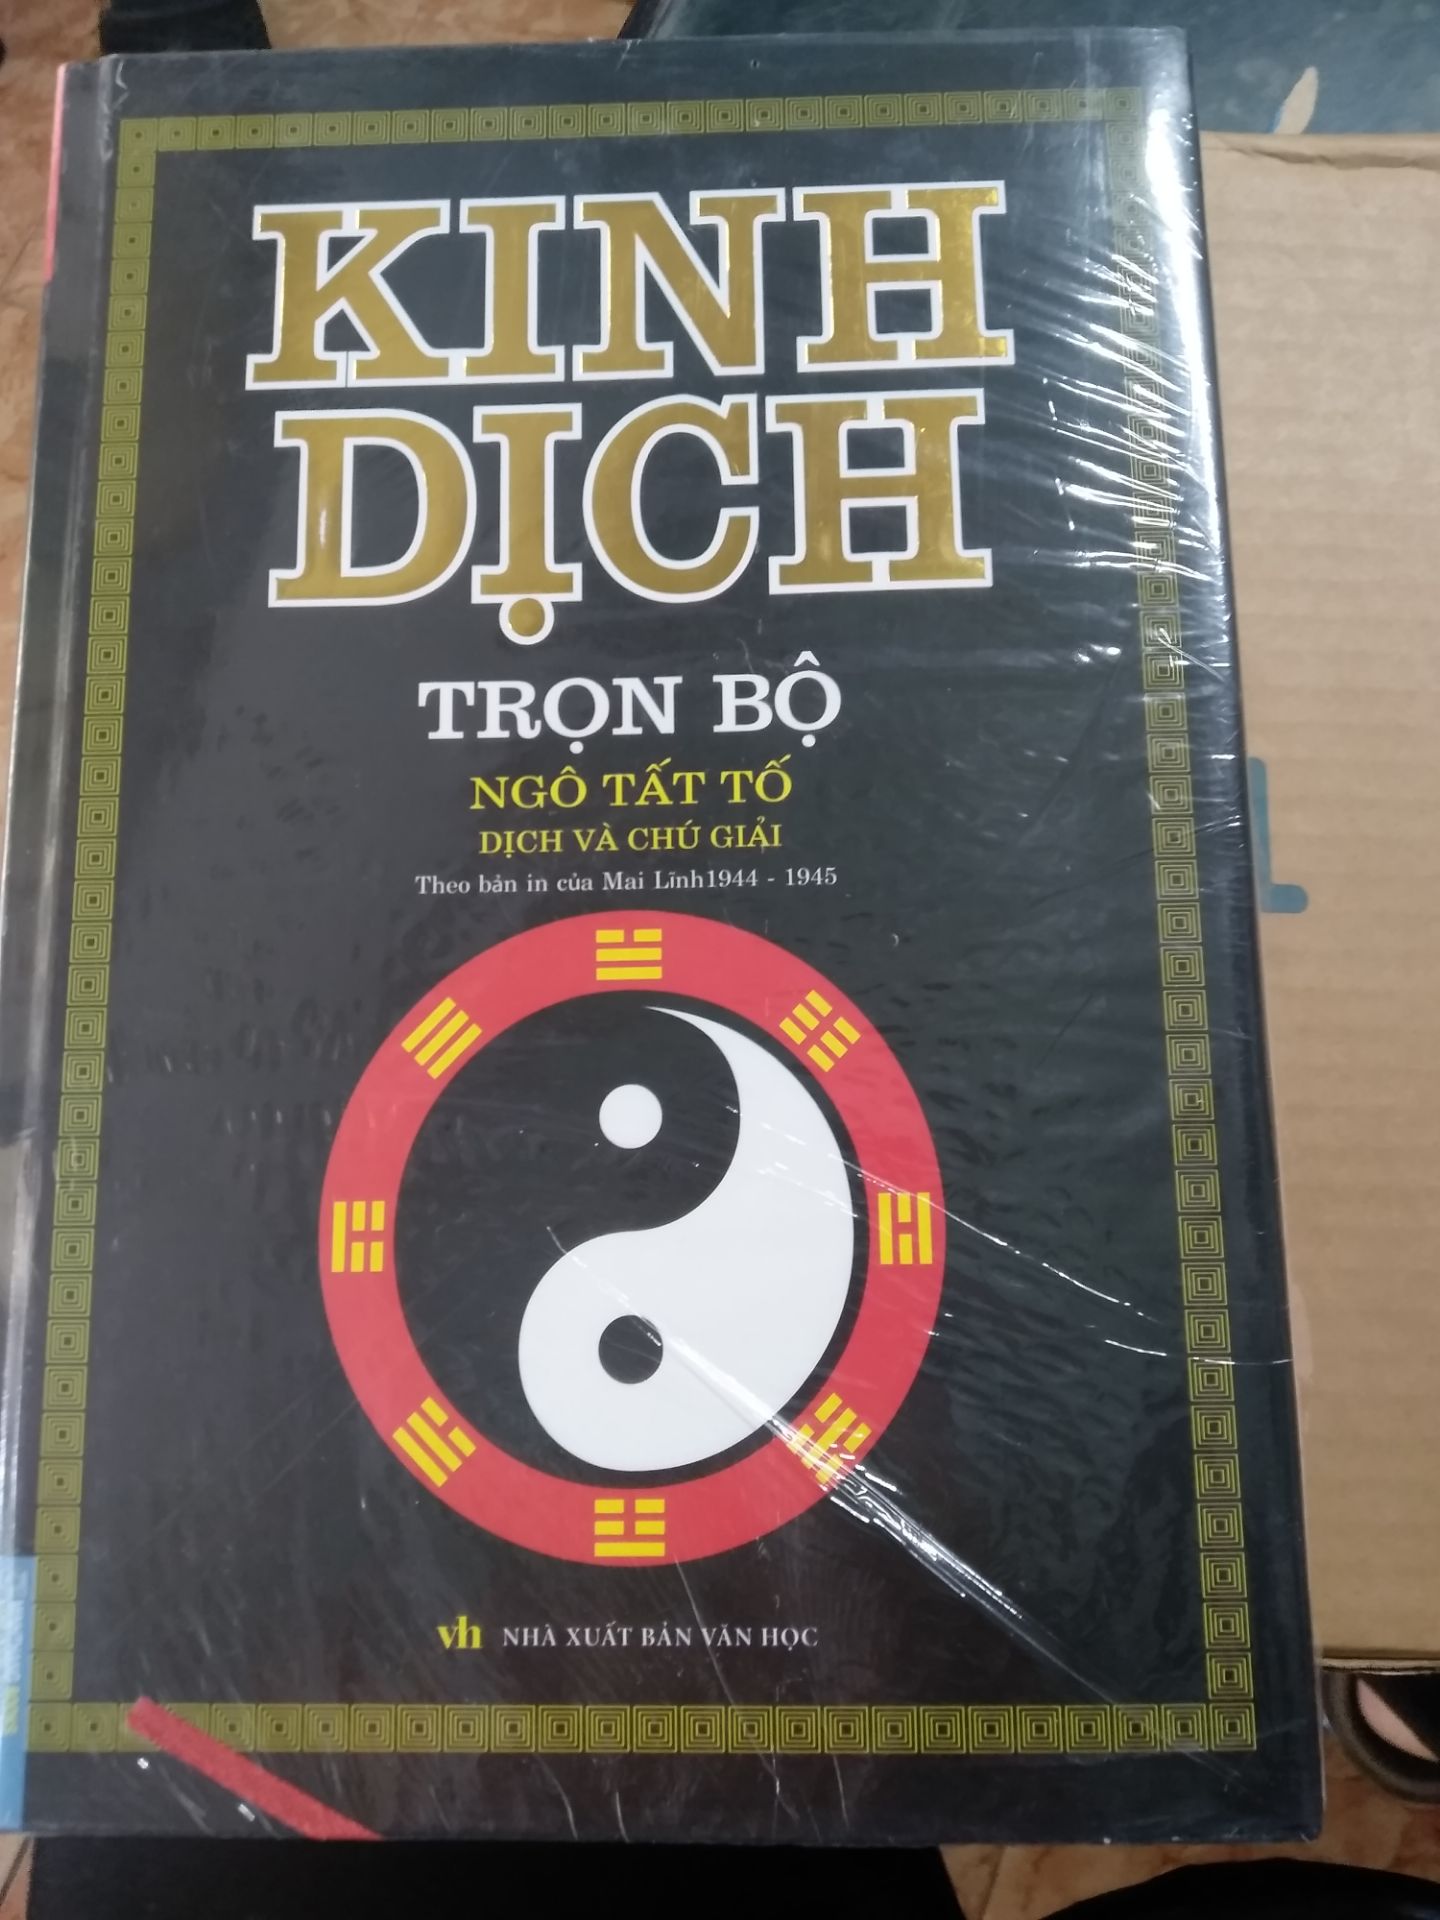 KINH
DỊCH
TRỌN BỘ
NGÔ TẤT TỐ
DỊCH VÀ CHÚ GIẢI
Theo bản in của Mai Lĩnh1944 - 1945
vh NHÀ XUẤT BẢN VĂN HỌC